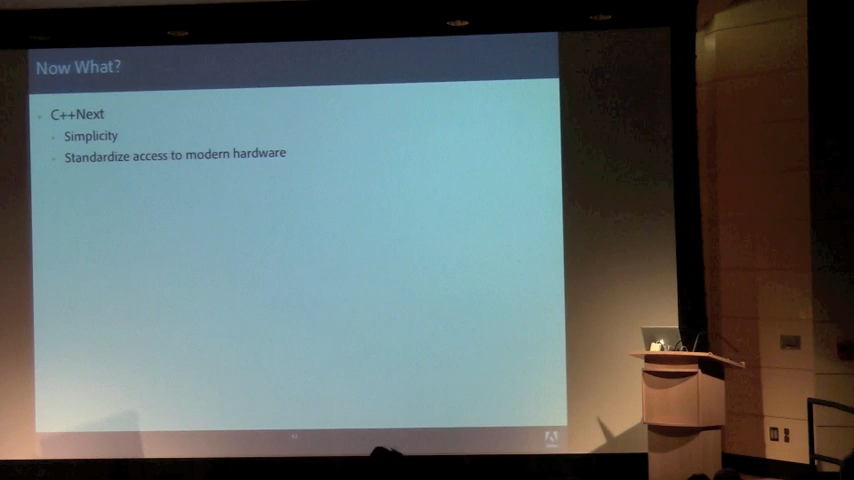 Now What?
C++Next
Simplicity
Standardize access to modern hardware